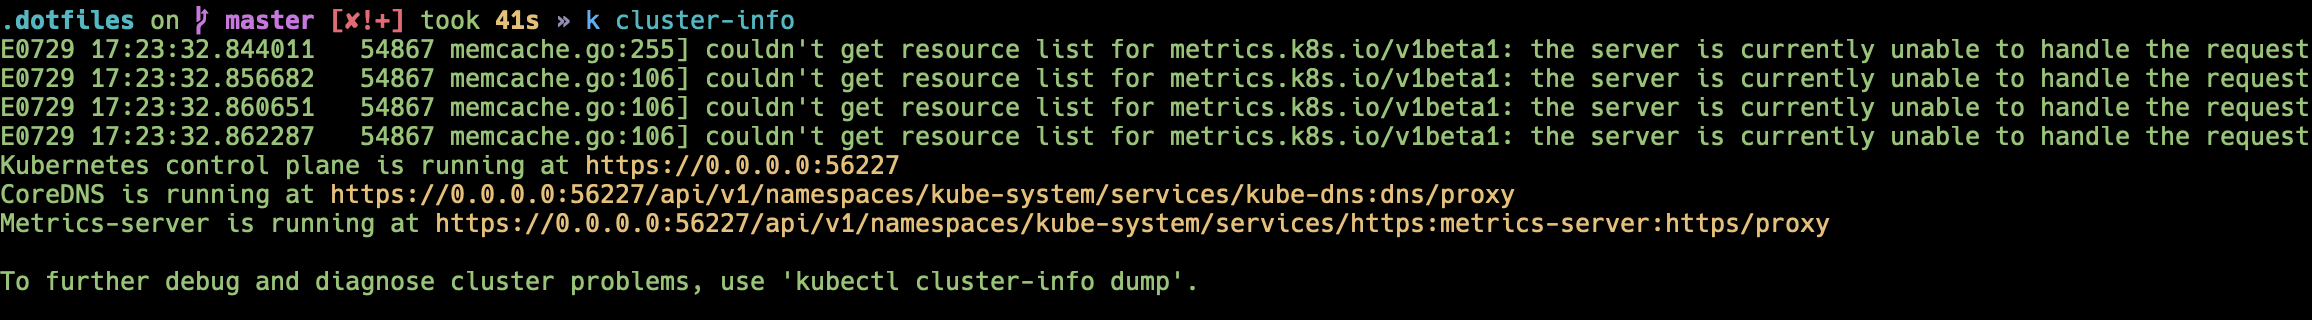 .dotfiles on master [✘!+] took 41s » k cluster-info
E0729 17:23:32.844011   54867 memcache.go:255] couldn't get resource list for metrics.k8s.io/v1beta1: the server is currently unable to handle the request
E0729 17:23:32.856682   54867 memcache.go:106] couldn't get resource list for metrics.k8s.io/v1beta1: the server is currently unable to handle the request
E0729 17:23:32.860651   54867 memcache.go:106] couldn't get resource list for metrics.k8s.io/v1beta1: the server is currently unable to handle the request
E0729 17:23:32.862287   54867 memcache.go:106] couldn't get resource list for metrics.k8s.io/v1beta1: the server is currently unable to handle the request
Kubernetes control plane is running at https://0.0.0.0:56227
CoreDNS is running at https://0.0.0.0:56227/api/v1/namespaces/kube-system/services/kube-dns:dns/proxy
Metrics-server is running at https://0.0.0.0:56227/api/v1/namespaces/kube-system/services/https:metrics-server:https/proxy
To further debug and diagnose cluster problems, use 'kubectl cluster-info dump'.